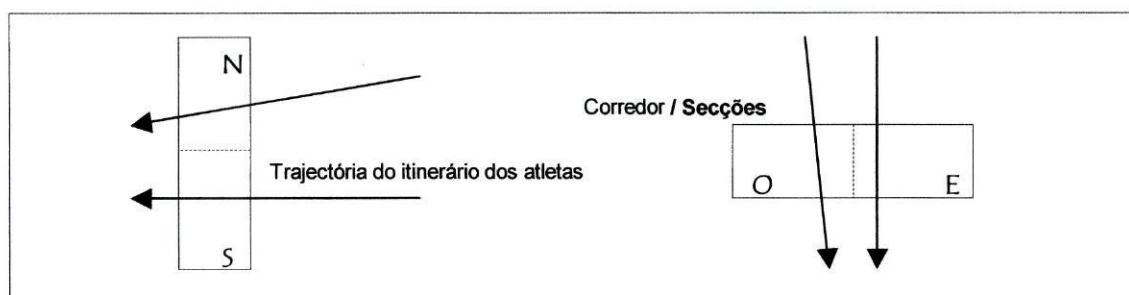 N
Corredor / Secções
Trajectória do itinerário dos atletas
O
E
S